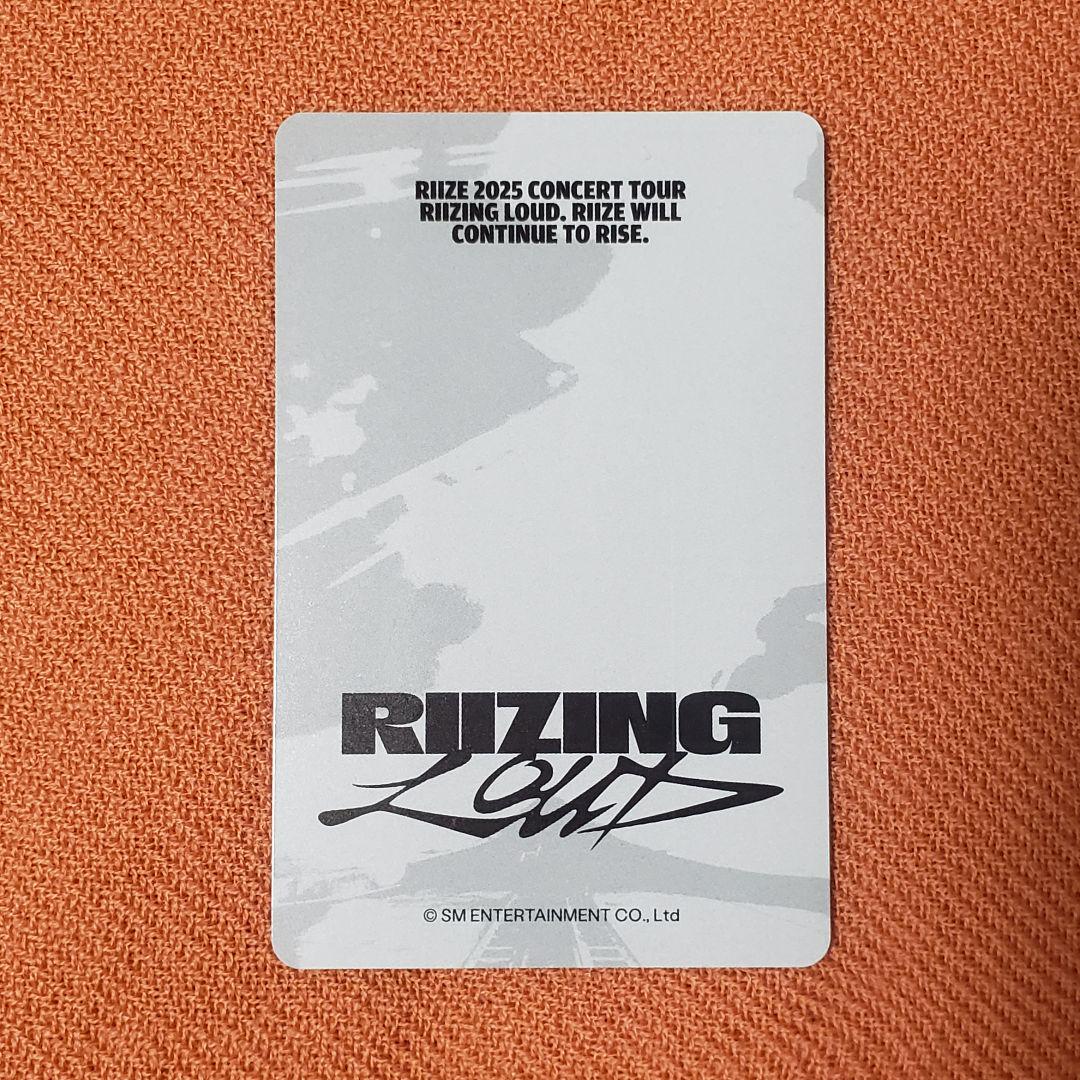 RIIZE 2025 CONCERT TOUR
RIIZING LOUD. RIIZE WILL
CONTINUE TO RISE.
RIIZING
LOUD
© SM ENTERTAINMENT CO., Ltd